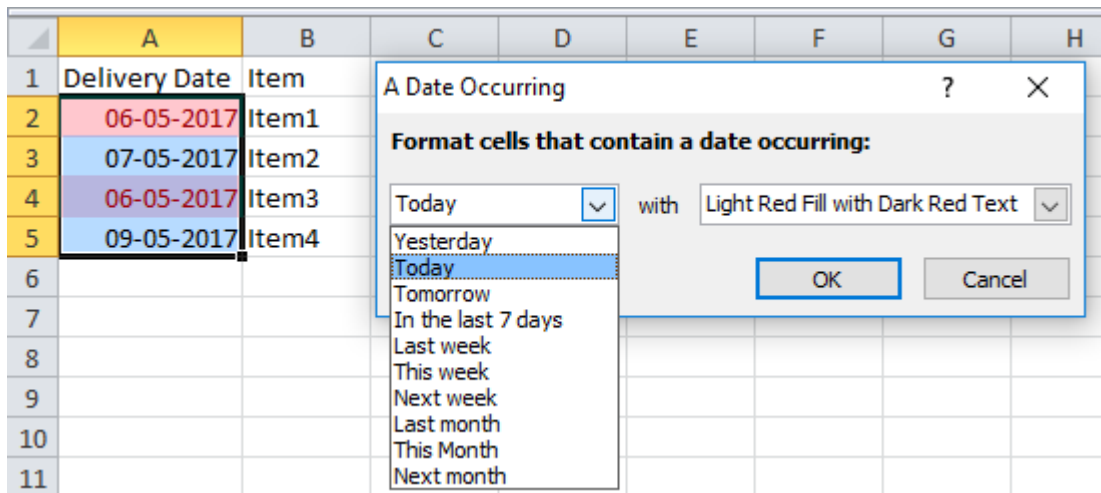 A B C D E F G H
1 Delivery Date Item
2 06-05-2017 Item1
3 07-05-2017 Item2
4 06-05-2017 Item3
5 09-05-2017 Item4
6
7
8
9
10
11
A Date Occurring ?
Format cells that contain a date occurring:
Today with Light Red Fill with Dark Red Text
Yesterday
Today
Tomorrow
In the last 7 days
Last week
This week
Next week
Last month
This Month
Next month
OK Cancel